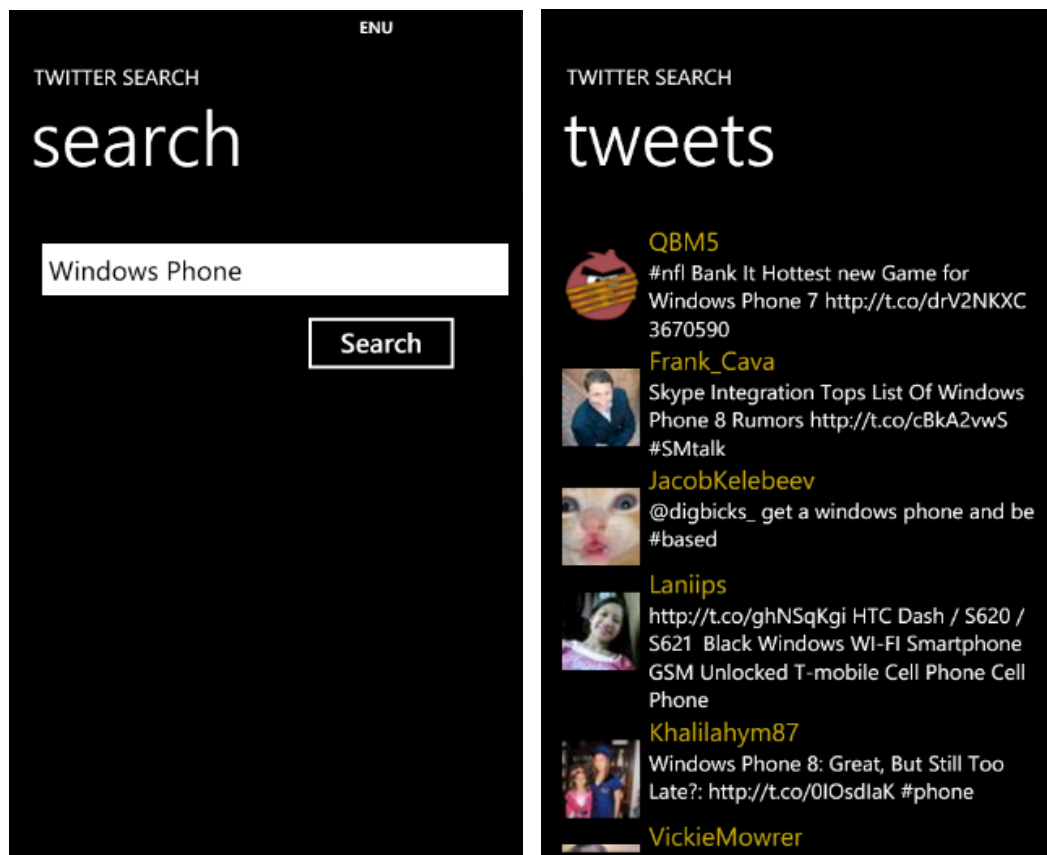 ENU
TWITTER SEARCH
search
Windows Phone
Search
TWITTER SEARCH
tweets
QBM5
#nfl Bank It Hottest new Game for
Windows Phone 7 http://t.co/drV2NKXC
3670590
Frank_Cava
Skype Integration Tops List Of Windows
Phone 8 Rumors http://t.co/cBkA2vwS
#SMtalk
JacobKelebeev
@digbicks_ get a windows phone and be
#based
Laniips
http://t.co/ghNSqKgi HTC Dash / S620 /
S621  Black Windows WI-FI Smartphone
GSM Unlocked T-mobile Cell Phone Cell
Phone
Khalilahym87
Windows Phone 8: Great, But Still Too
Late?: http://t.co/0IOsdIaK #phone
VickieMowrer